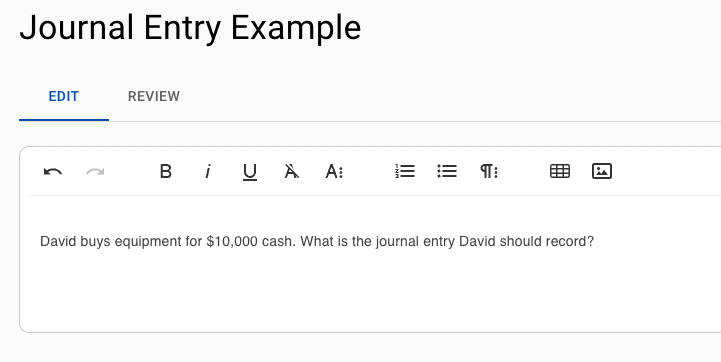 Journal Entry Example
EDIT REVIEW
B i U A A
David buys equipment for $10,000 cash. What is the journal entry David should record?